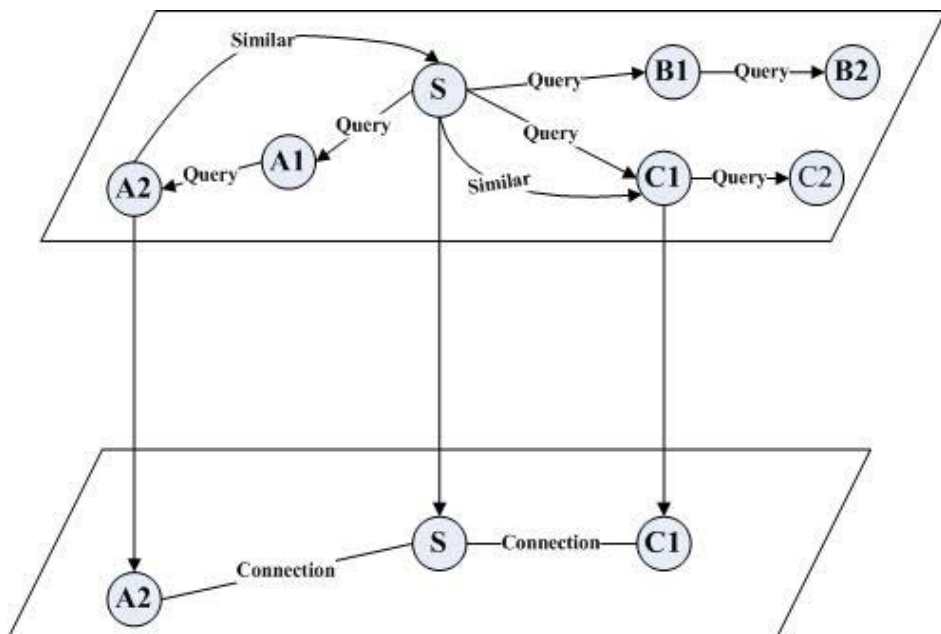 Similar
S
Query
B1
Query
B2
Query
Query
A1
Query
A2
Similar
C1
Query
C2
S
Connection
C1
Connection
A2